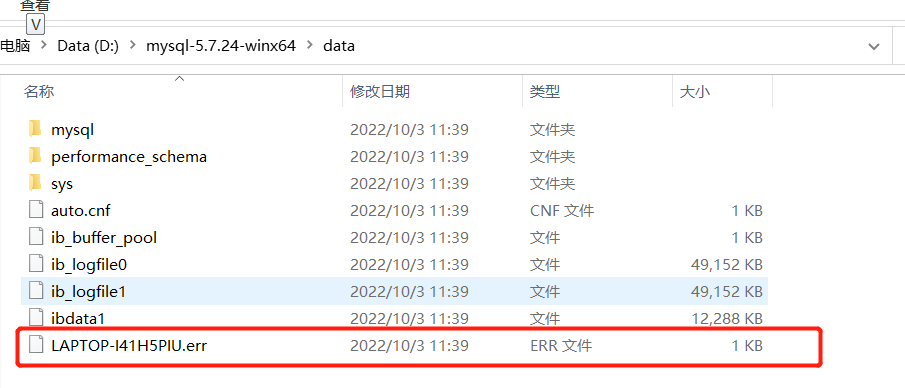 查看
V
电脑 > Data (D:) > mysql-5.7.24-winx64 > data
名称 修改日期 类型 大小
mysql 2022/10/3 11:39 文件夹
performance_schema 2022/10/3 11:39 文件夹
sys 2022/10/3 11:39 文件夹
auto.cnf 2022/10/3 11:39 CNF 文件 1 KB
ib_buffer_pool 2022/10/3 11:39 文件 1 KB
ib_logfile0 2022/10/3 11:39 文件 49,152 KB
ib_logfile1 2022/10/3 11:39 文件 49,152 KB
ibdata1 2022/10/3 11:39 文件 12,288 KB
LAPTOP-I41H5PIU.err 2022/10/3 11:39 ERR 文件 1 KB